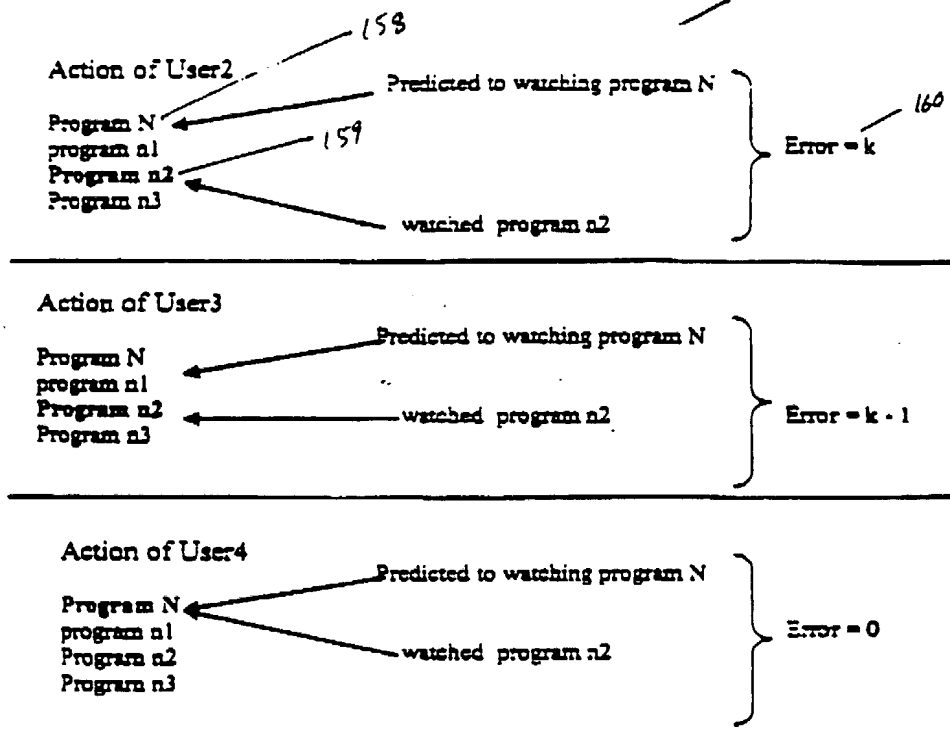 158
Action of User2
Predicted to watching program N
Program N
160
program n1
159
Error = k
Program n2
Program n3
watched program n2
Action of User3
Predicted to watching program N
Program N
program n1
Program n2
watched program n2
Error = k - 1
Program n3
Action of User4
Predicted to watching program N
Program N
program n1
Error = 0
Program n2
watched program n2
Program n3